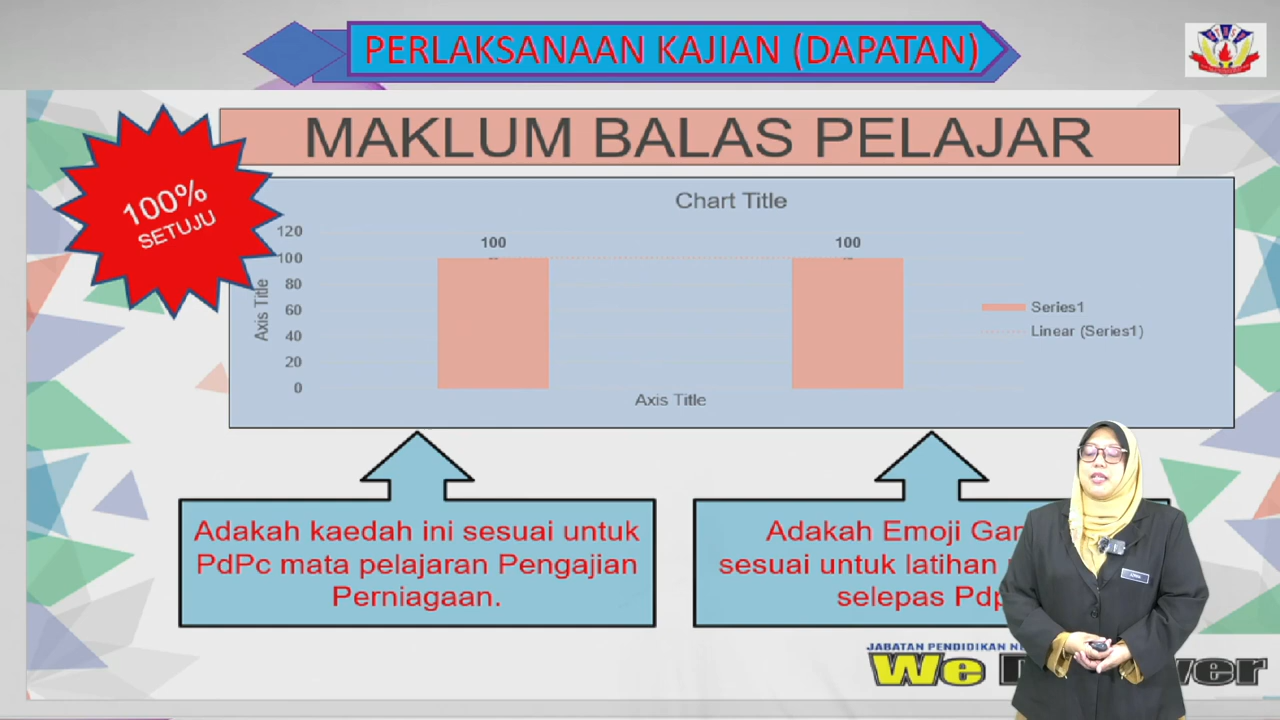 PERLAKSANAAN KAJIAN (DAPATAN)
MAKLUM BALAS PELAJAR
100%
SETUJU
Chart Title
120
100
80
60
40
20
0
Axis Title
100
100
Series1
Linear (Series1)
Axis Title
Adakah kaedah ini sesuai untuk
PdPc mata pelajaran Pengajian
Perniagaan.
Adakah Emoji
sesuai untuk latihan
selepas
JABATAN PENDIDIKAN
We